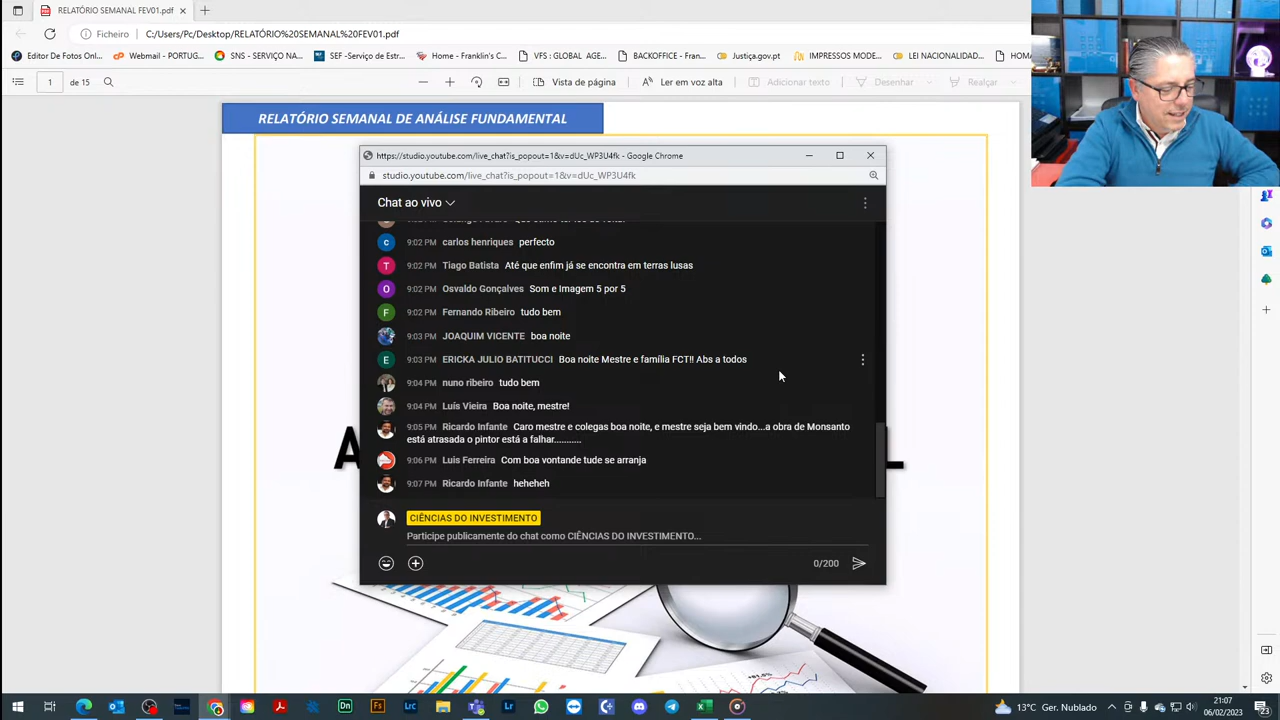 RELATÓRIO SEMANAL FEV01.pdf
Ficheiro C:/Users/Pc/Desktop/RELATÓRIO%20SEMANAL%20FEV01.pdf
Editor De Fotos Onl... Webmail - PORTUG... SNS - SERVIÇO NA... SEF -Serviço de Estr... Home - Franklin's C... VFS : GLOBAL AGE... BACKOFFICE - Fran... Justiça.gov.pt IMPRESSOS MODE... LEI NACIONALIDAD...
1 de 15 Vista de página Ler em voz alta Adicionar texto Desenhar Realçar
RELATÓRIO SEMANAL DE ANÁLISE FUNDAMENTAL
https://studio.youtube.com/live_chat?is_popout=1&v=dUc_WP3U4fk - Google Chrome
studio.youtube.com/live_chat?is_popout=1&v=dUc_WP3U4fk
Chat ao vivo
c 9:02 PM carlos henriques perfecto
T 9:02 PM Tiago Batista Até que enfim já se encontra em terras lusas
O 9:02 PM Osvaldo Gonçalves Som e Imagem 5 por 5
F 9:02 PM Fernando Ribeiro tudo bem
9:03 PM JOAQUIM VICENTE boa noite
E 9:03 PM ERICKA JULIO BATITUCCI Boa noite Mestre e família FCT!! Abs a todos
9:04 PM nuno ribeiro tudo bem
9:04 PM Luís Vieira Boa noite, mestre!
9:05 PM Ricardo Infante Caro mestre e colegas boa noite, e mestre seja bem vindo...a obra de Monsanto
está atrasada o pintor está a falhar...........
9:06 PM Luis Ferreira Com boa vontande tude se arranja
9:07 PM Ricardo Infante heheheh
CIÊNCIAS DO INVESTIMENTO
Participe publicamente do chat como CIÊNCIAS DO INVESTIMENTO...
0/200
Dn Fs Lrc Lr
13°C Ger. Nublado 21:07
06/02/2023 23